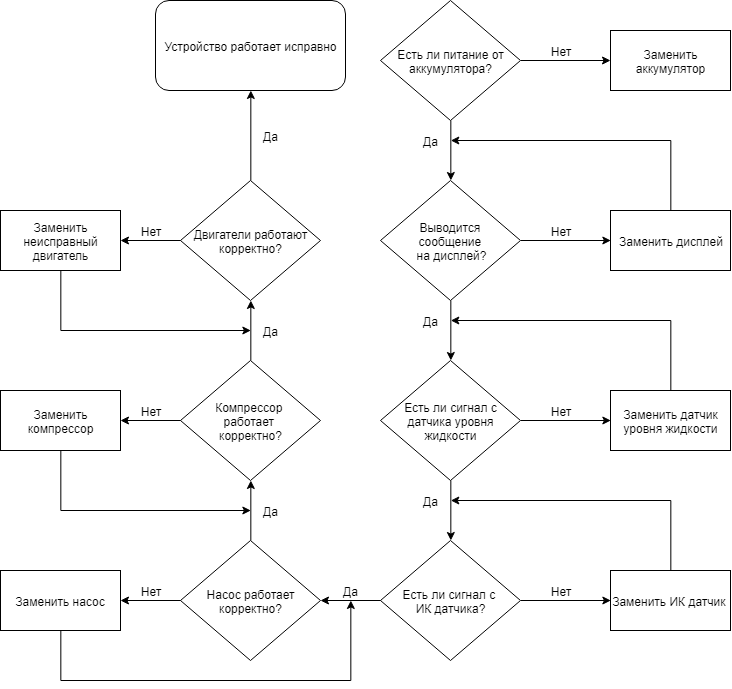 Устройство работает исправно
Есть ли питание от
аккумулятора?
Нет
Заменить
аккумулятор
Да
Да
Заменить
неисправный
двигатель
Нет
Двигатели работают
корректно?
Выводится
сообщение
на дисплей?
Нет
Заменить дисплей
Да
Да
Заменить
компрессор
Нет
Компрессор
работает
корректно?
Есть ли сигнал с
датчика уровня
жидкости
Нет
Заменить датчик
уровня жидкости
Да
Да
Заменить насос
Нет
Насос работает
корректно?
Да
Есть ли сигнал с
ИК датчика?
Нет
Заменить ИК датчик